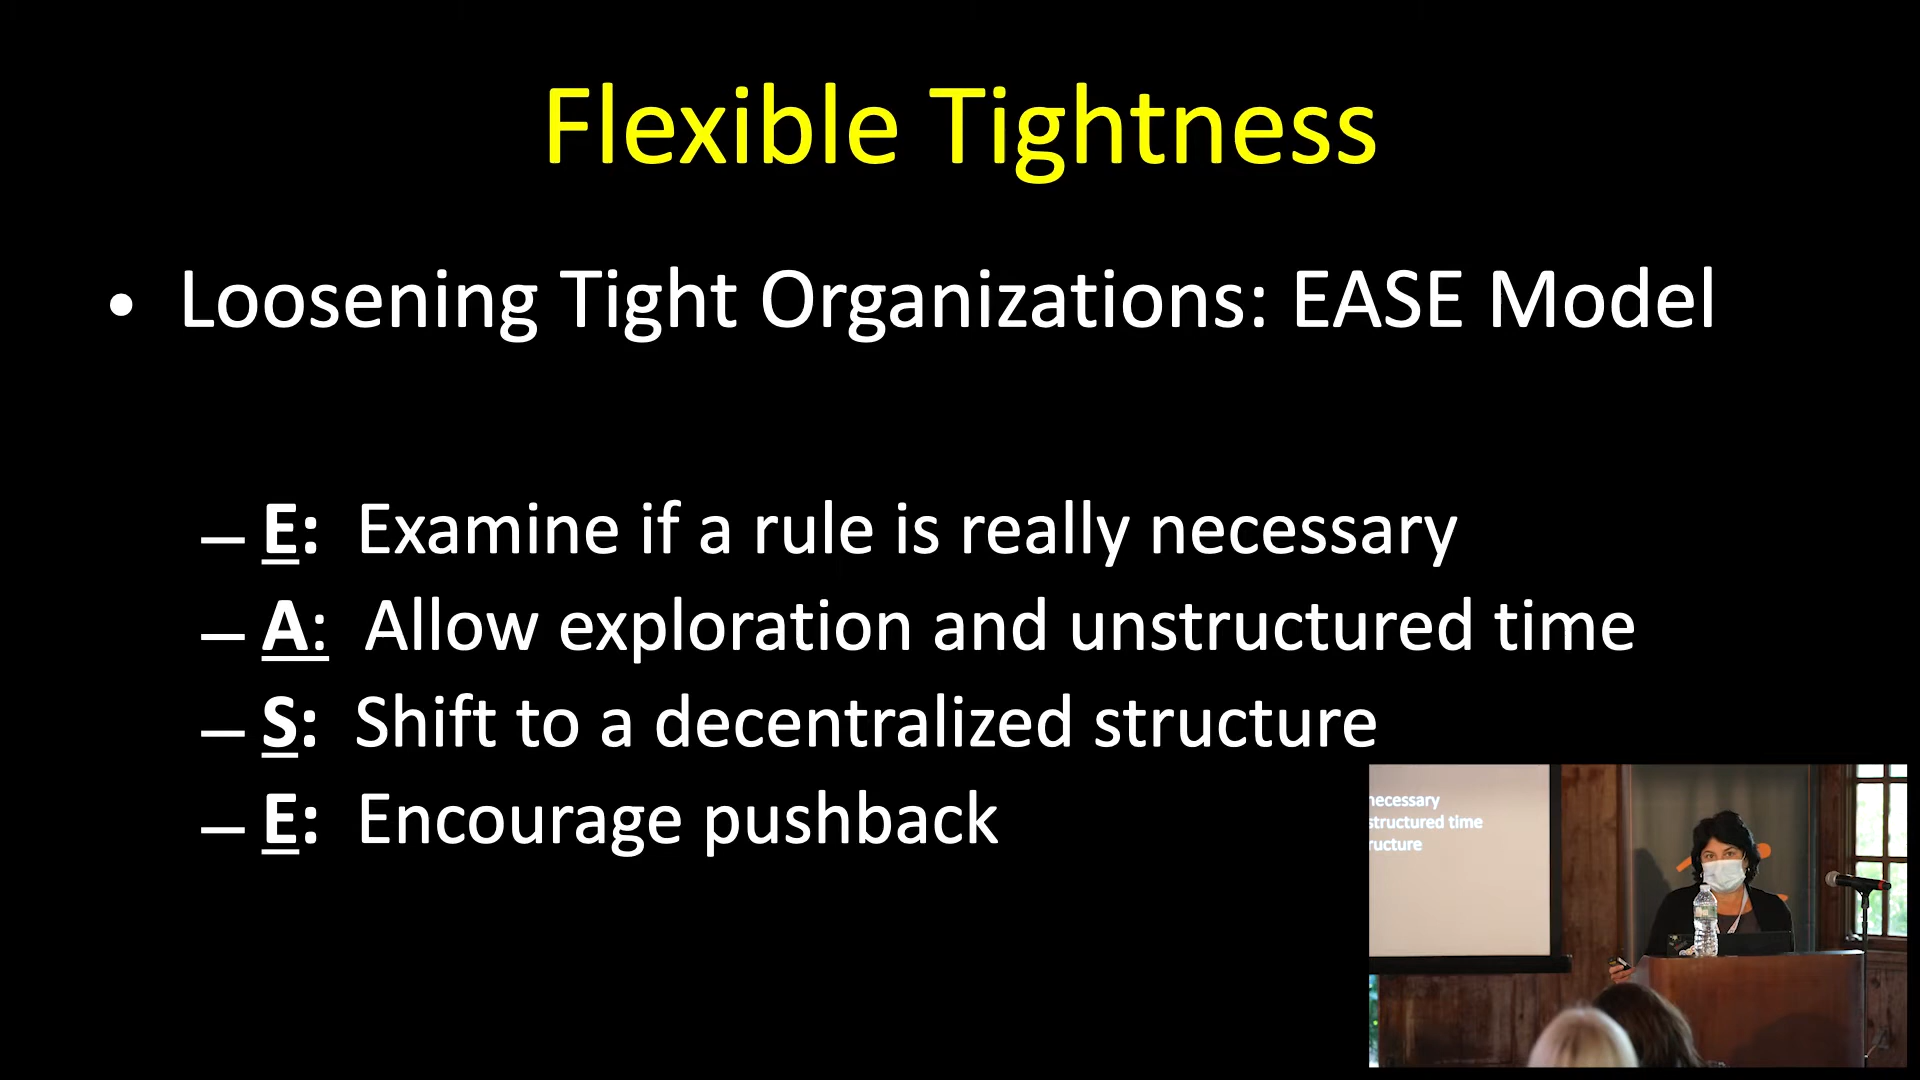 Flexible Tightness
• Loosening Tight Organizations: EASE Model
– E: Examine if a rule is really necessary
– A: Allow exploration and unstructured time
– S: Shift to a decentralized structure
– E: Encourage pushback
necessary
structured time
ructure